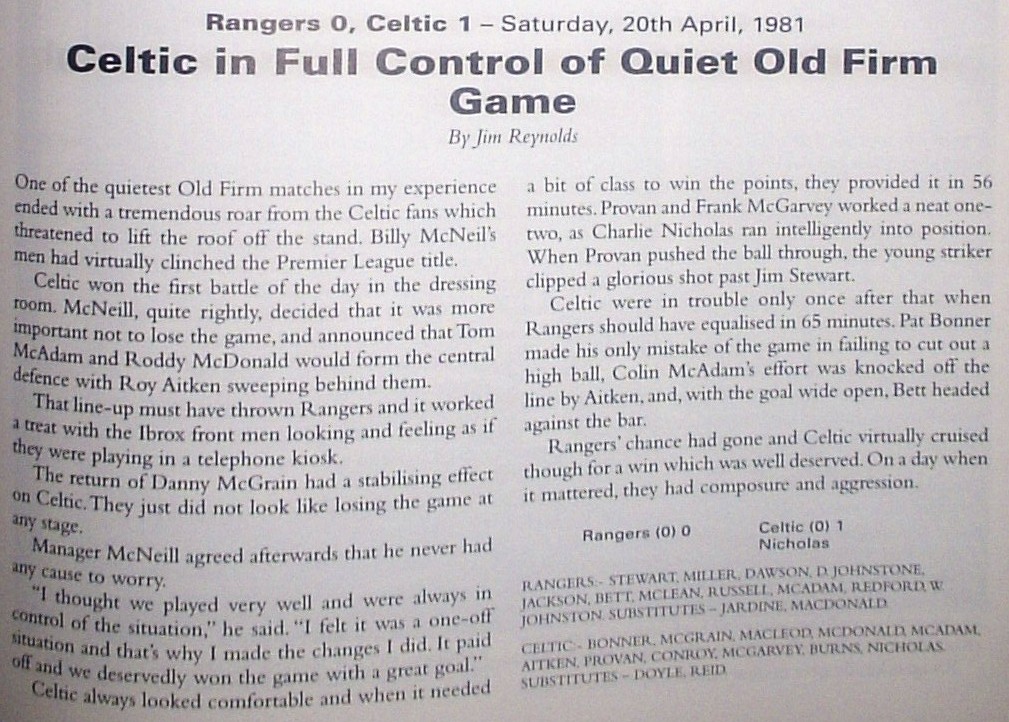 Rangers 0, Celtic 1 – Saturday, 20th April, 1981
Celtic in Full Control of Quiet Old Firm
Game
By Jim Reynolds
One of the quietest Old Firm matches in my experience
ended with a tremendous roar from the Celtic fans which
threatened to lift the roof off the stand. Billy McNeil's
men had virtually clinched the Premier League title.
Celtic won the first battle of the day in the dressing
room. McNeill, quite rightly, decided that it was more
important not to lose the game, and announced that Tom
McAdam and Roddy McDonald would form the central
defence with Roy Aitken sweeping behind them.
That line-up must have thrown Rangers and it worked
a treat with the Ibrox front men looking and feeling as if
they were playing in a telephone kiosk.
The return of Danny McGrain had a stabilising effect
on Celtic. They just did not look like losing the game at
any stage.
Manager McNeill agreed afterwards that he never had
any cause to worry.
"I thought we played very well and were always in
control of the situation," he said. "I felt it was a one-off
situation and that's why I made the changes I did. It paid
off and we deservedly won the game with a great goal."
Celtic always looked comfortable and when it needed
a bit of class to win the points, they provided it in 56
minutes. Provan and Frank McGarvey worked a neat one-
two, as Charlie Nicholas ran intelligently into position.
When Provan pushed the ball through, the young striker
clipped a glorious shot past Jim Stewart.
Celtic were in trouble only once after that when
Rangers should have equalised in 65 minutes. Pat Bonner
made his only mistake of the game in failing to cut out a
high ball, Colin McAdam's effort was knocked off the
line by Aitken, and, with the goal wide open, Bett headed
against the bar.
Rangers' chance had gone and Celtic virtually cruised
though for a win which was well deserved. On a day when
it mattered, they had composure and aggression.
Rangers (0) 0 Celtic (0) 1
Nicholas
RANGERS:- STEWART, MILLER, DAWSON, D. JOHNSTONE,
JACKSON, BETT, MCLEAN, RUSSELL, MCADAM, REDFORD, W.
JOHNSTON. SUBSTITUTES – JARDINE, MACDONALD.
CELTIC:- BONNER, MCGRAIN, MACLEOD, MCDONALD, MCADAM,
AITKEN, PROVAN, CONROY, MCGARVEY, BURNS, NICHOLAS.
SUBSTITUTES – DOYLE, REID.